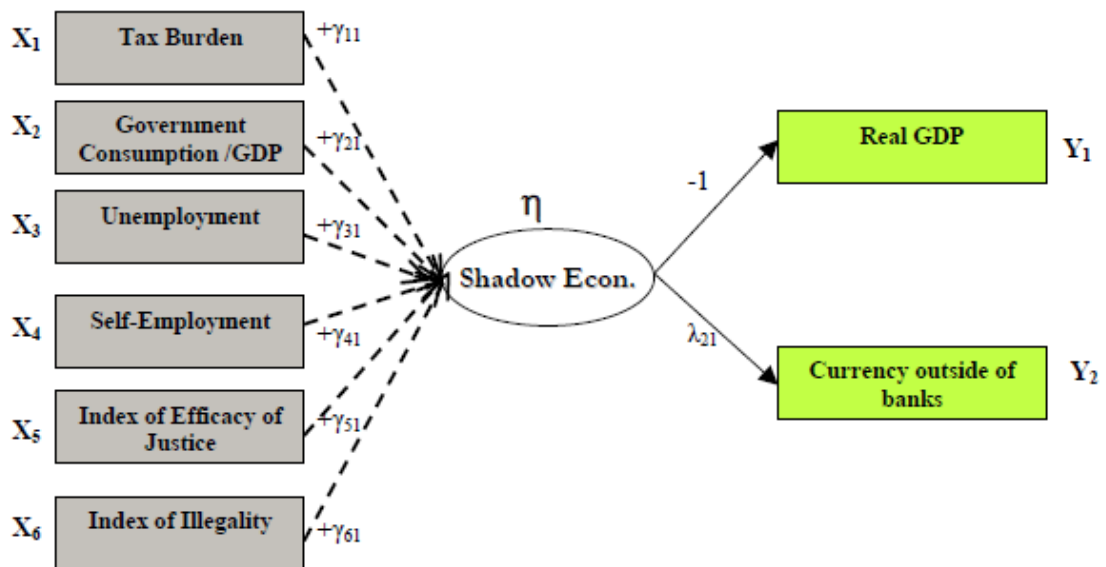 X₁
Tax Burden
+γ₁₁
X₂
Government
Consumption /GDP
+γ₂₁
X₃
Unemployment
+γ₃₁
X₄
Self-Employment
+γ₄₁
X₅
Index of Efficacy of
Justice
+γ₅₁
X₆
Index of Illegality
+γ₆₁
η
Shadow Econ.
-1
Real GDP
Y₁
λ₂₁
Currency outside of
banks
Y₂